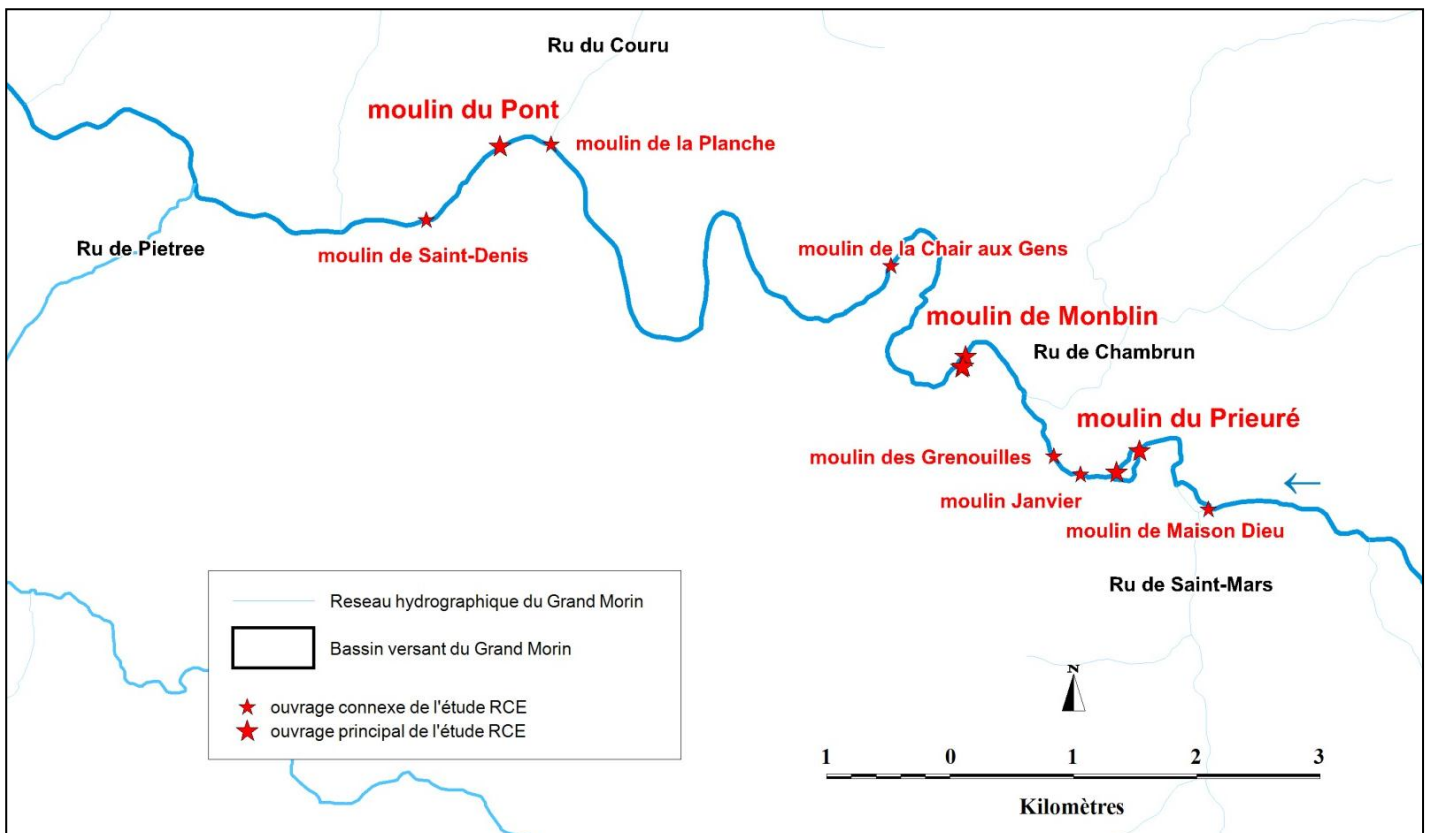 Ru du Couru
moulin du Pont
moulin de la Planche
Ru de Pietree
moulin de Saint-Denis
moulin de la Chair aux Gens
moulin de Monblin
Ru de Chambrun
moulin du Prieuré
moulin des Grenouilles
moulin Janvier
moulin de Maison Dieu
Ru de Saint-Mars
Reseau hydrographique du Grand Morin
Bassin versant du Grand Morin
ouvrage connexe de l'étude RCE
ouvrage principal de l'étude RCE
N
1 0 1 2 3
Kilomètres